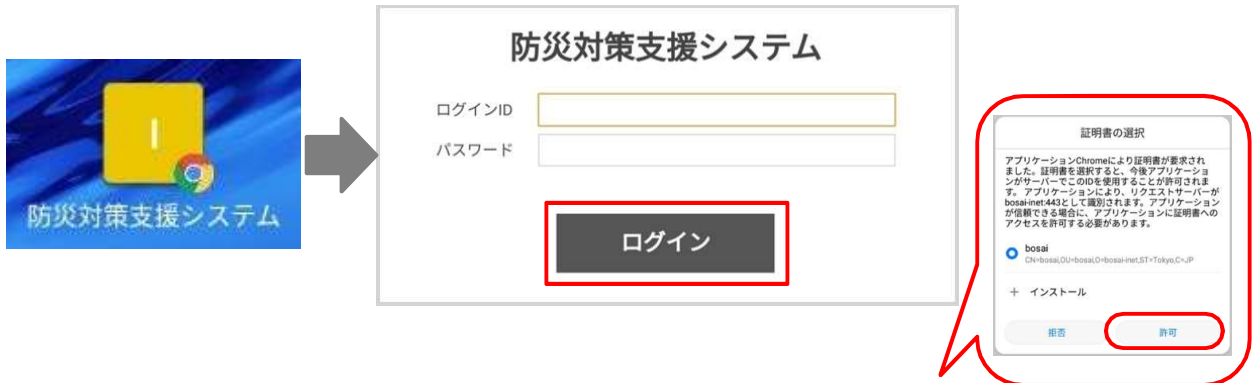 防災対策支援システム
防災対策支援システム
ログインID
パスワード
ログイン
証明書の選択
アプリケーションChromeにより証明書が要求され
ました。証明書を選択すると、今後アプリケーショ
ンがサーバーでこのIDを使用することが許可されま
す。 アプリケーションにより、リクエストサーバーが
bosai-inet:443として識別されます。アプリケーション
が信頼できる場合に、アプリケーションに証明書への
アクセスを許可する必要があります。
bosai
CN=bosai,OU=bosai,O=bosai-inet,ST=Tokyo,C=JP
+ インストール
拒否
許可